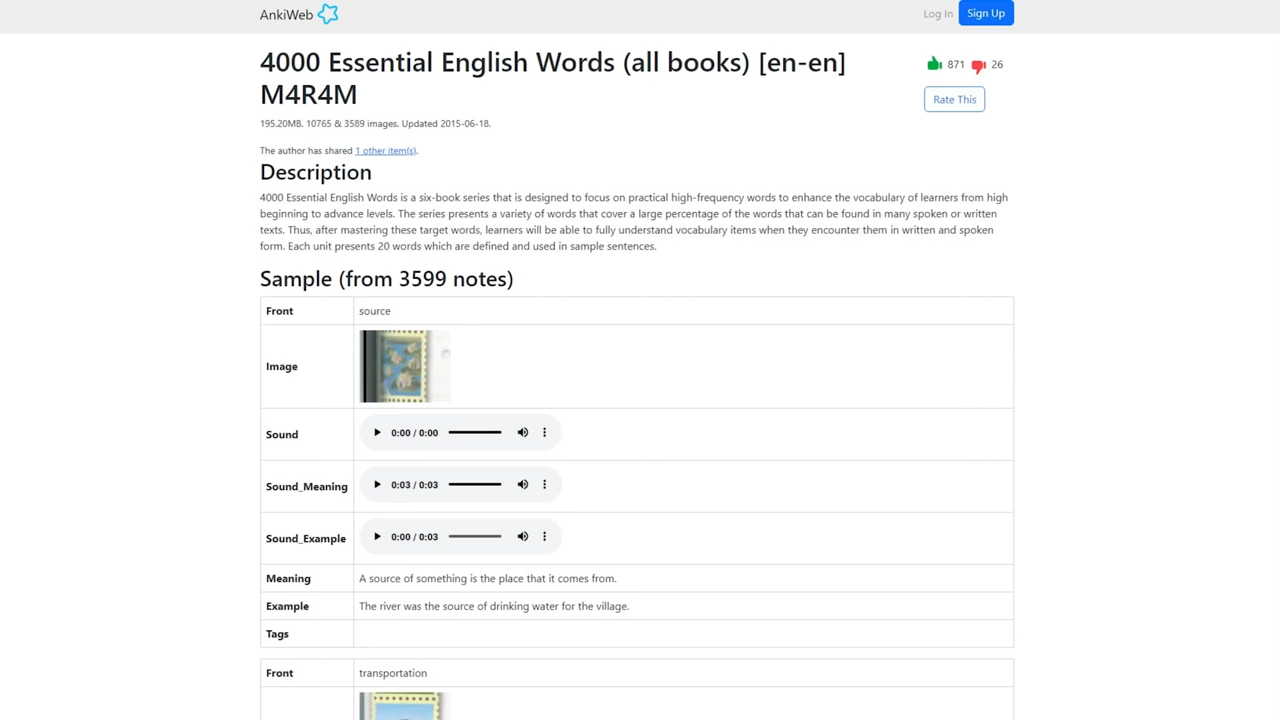 AnkiWeb
Log In
Sign Up
4000 Essential English Words (all books) [en-en]
M4R4M
871
26
Rate This
195.20MB. 10765 & 3589 images. Updated 2015-06-18.
The author has shared 1 other item(s).
Description
4000 Essential English Words is a six-book series that is designed to focus on practical high-frequency words to enhance the vocabulary of learners from high
beginning to advance levels. The series presents a variety of words that cover a large percentage of the words that can be found in many spoken or written
texts. Thus, after mastering these target words, learners will be able to fully understand vocabulary items when they encounter them in written and spoken
form. Each unit presents 20 words which are defined and used in sample sentences.
Sample (from 3599 notes)
Front source
Image
Sound 0:00 / 0:00
Sound_Meaning 0:03 / 0:03
Sound_Example 0:00 / 0:03
Meaning A source of something is the place that it comes from.
Example The river was the source of drinking water for the village.
Tags
Front transportation